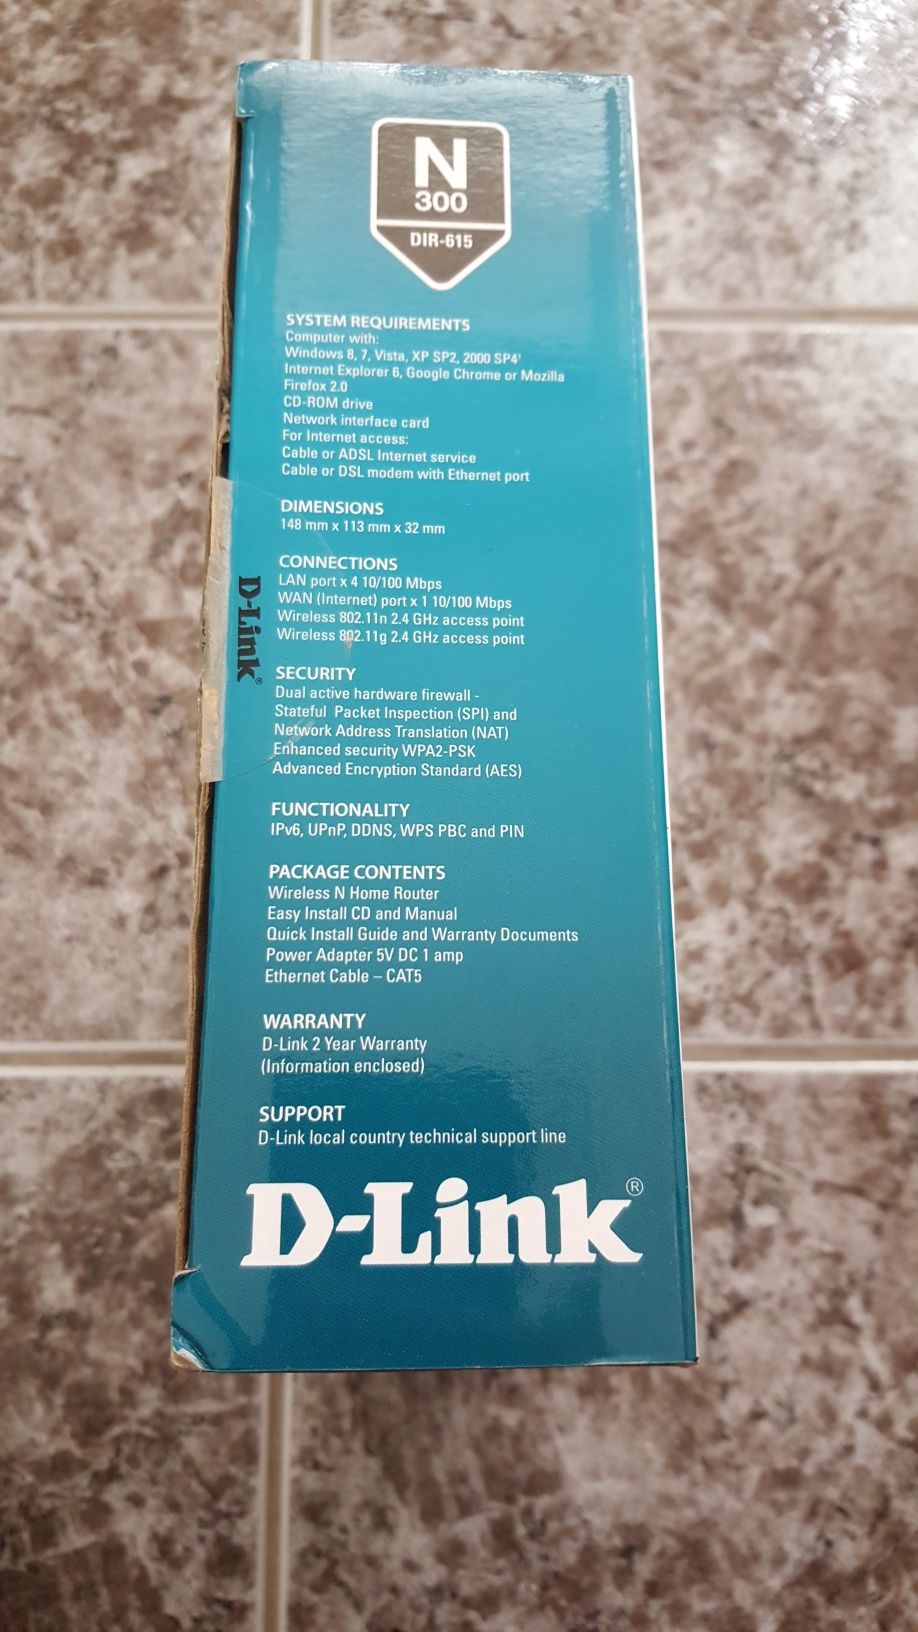 N
300
DIR-615
SYSTEM REQUIREMENTS
Computer with:
Windows 8, 7, Vista, XP SP2, 2000 SP4¹
Internet Explorer 6, Google Chrome or Mozilla
Firefox 2.0
CD-ROM drive
Network interface card
For Internet access:
Cable or ADSL Internet service
Cable or DSL modem with Ethernet port
DIMENSIONS
148 mm x 113 mm x 32 mm
CONNECTIONS
LAN port x 4 10/100 Mbps
WAN (Internet) port x 1 10/100 Mbps
Wireless 802.11n 2.4 GHz access point
Wireless 802.11g 2.4 GHz access point
D-Link®
SECURITY
Dual active hardware firewall -
Stateful Packet Inspection (SPI) and
Network Address Translation (NAT)
Enhanced security WPA2-PSK
Advanced Encryption Standard (AES)
FUNCTIONALITY
IPv6, UPnP, DDNS, WPS PBC and PIN
PACKAGE CONTENTS
Wireless N Home Router
Easy Install CD and Manual
Quick Install Guide and Warranty Documents
Power Adapter 5V DC 1 amp
Ethernet Cable – CAT5
WARRANTY
D-Link 2 Year Warranty
(Information enclosed)
SUPPORT
D-Link local country technical support line
D-Link®